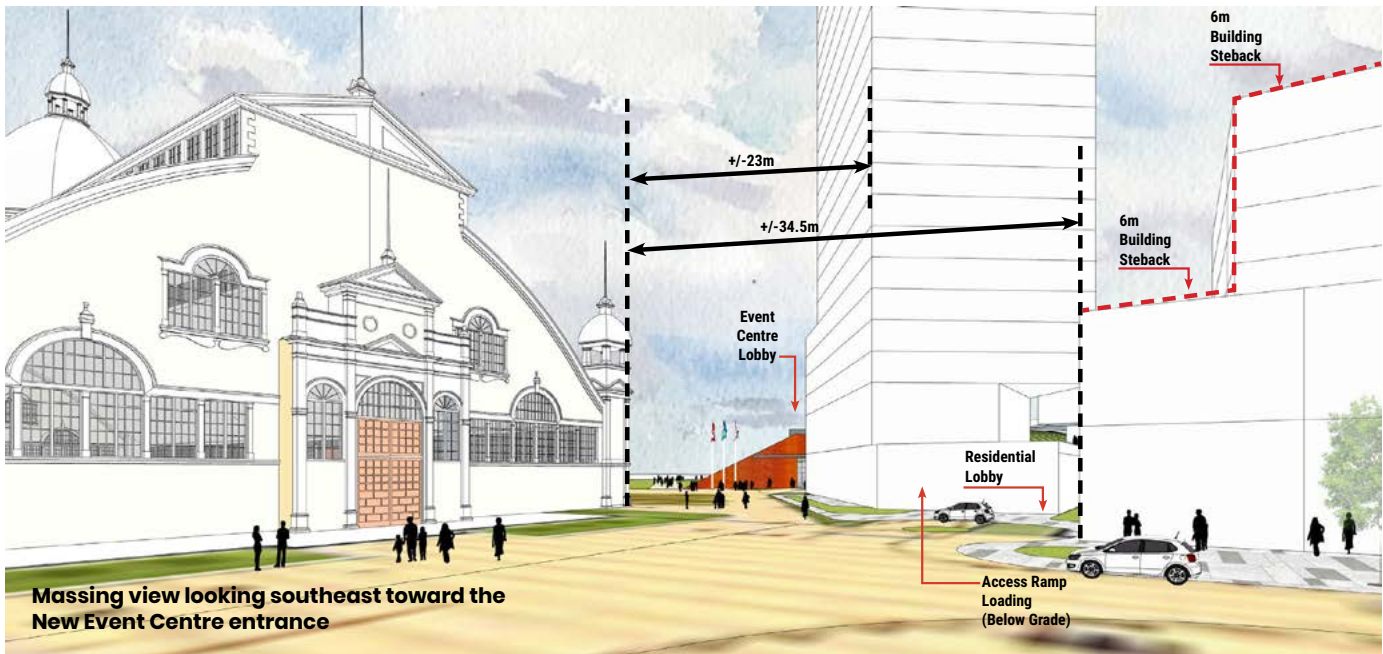 6m
Building
Steback
+/-23m
+/-34.5m
6m
Building
Steback
Event
Centre
Lobby
Residential
Lobby
Access Ramp
Loading
(Below Grade)
Massing view looking southeast toward the
New Event Centre entrance